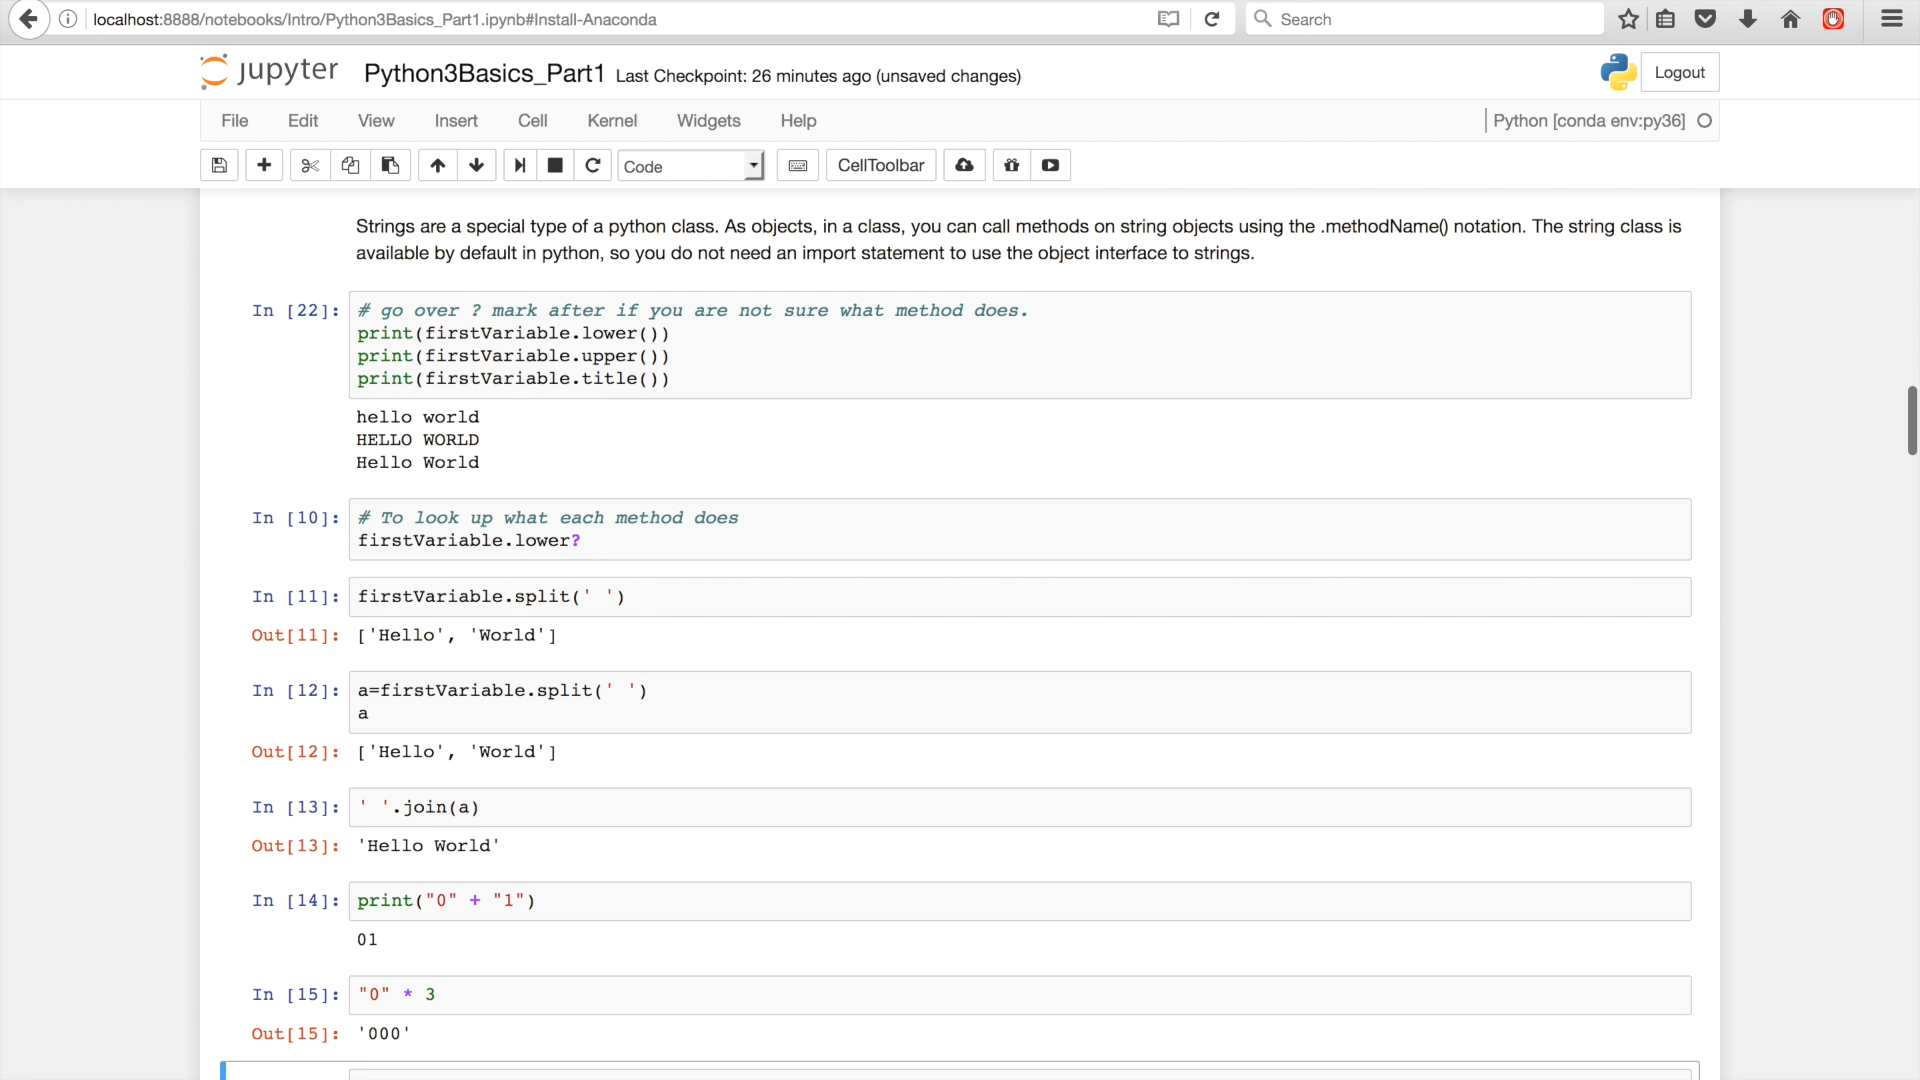 localhost:8888/notebooks/Intro/Python3Basics_Part1.ipynb#Install-Anaconda
Search
jupyter Python3Basics_Part1 Last Checkpoint: 26 minutes ago (unsaved changes)
Logout
File Edit View Insert Cell Kernel Widgets Help
Python [conda env:py36]
Code
CellToolbar
Strings are a special type of a python class. As objects, in a class, you can call methods on string objects using the .methodName() notation. The string class is
available by default in python, so you do not need an import statement to use the object interface to strings.
In [22]: # go over ? mark after if you are not sure what method does.
print(firstVariable.lower())
print(firstVariable.upper())
print(firstVariable.title())
hello world
HELLO WORLD
Hello World
In [10]: # To look up what each method does
firstVariable.lower?
In [11]: firstVariable.split(' ')
Out[11]: ['Hello', 'World']
In [12]: a=firstVariable.split(' ')
a
Out[12]: ['Hello', 'World']
In [13]: ' '.join(a)
Out[13]: 'Hello World'
In [14]: print("0" + "1")
01
In [15]: "0" * 3
Out[15]: '000'